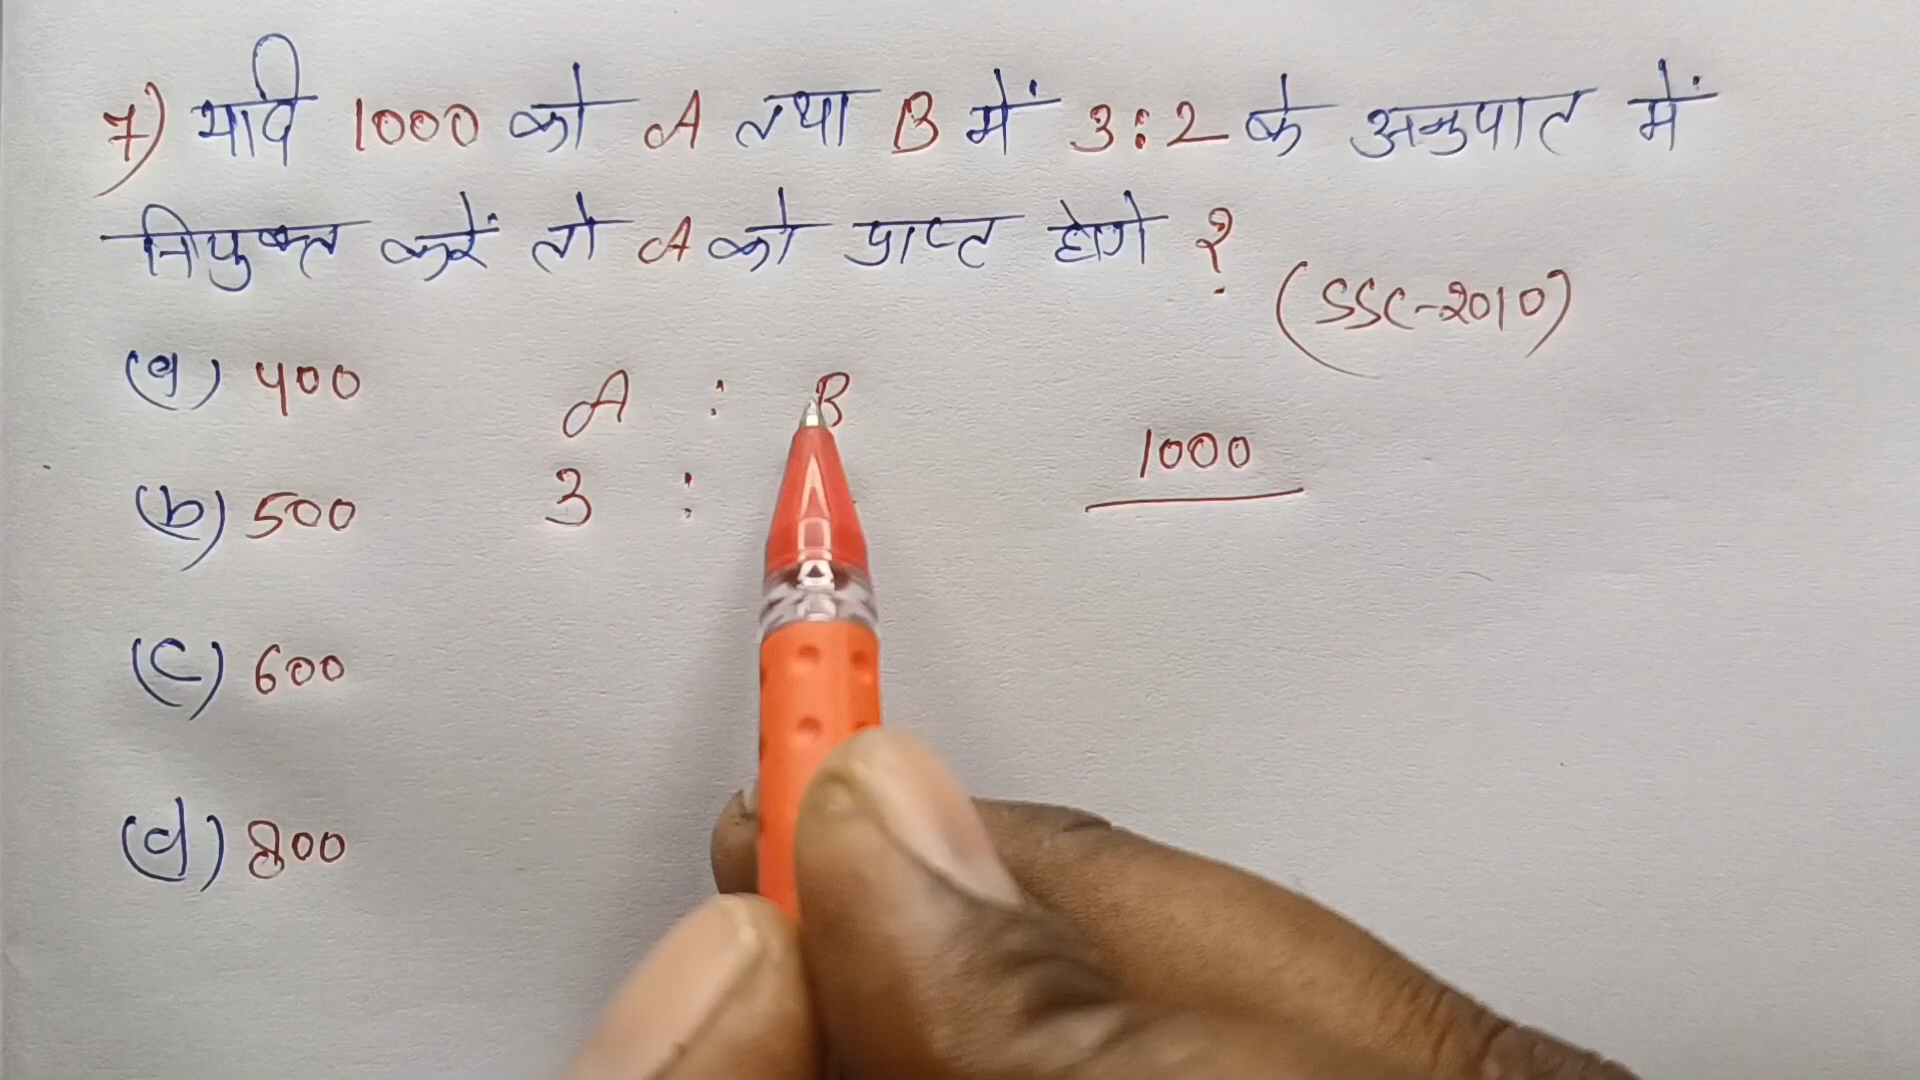 7) यदि 1000 को A तथा B में 3:2 के अनुपात में
नियुक्त करें तो A को प्राप्त होगे ?
(SSC-2010)
(a) 400
(b) 500
(c) 600
(d) 800
A : B
3 :
1000